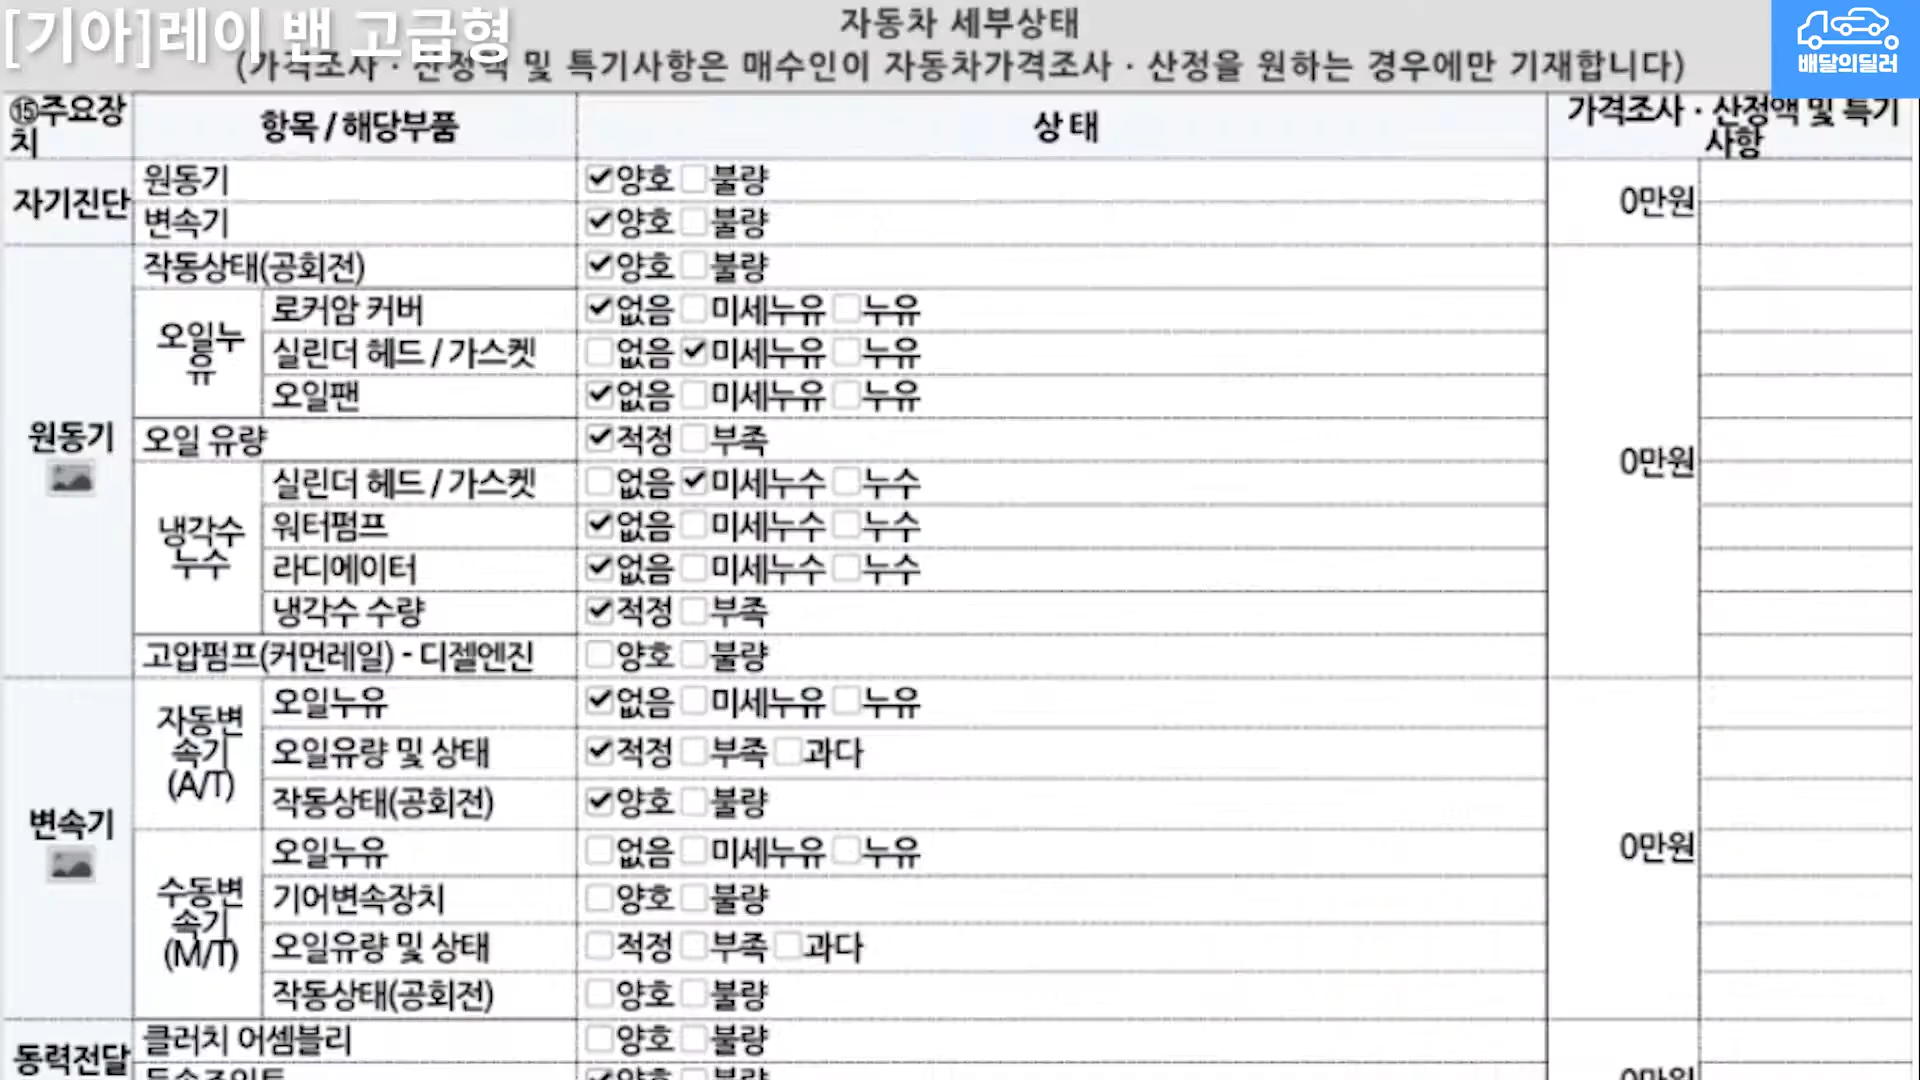 [기아]레이 밴 고급형
자동차 세부상태
(가격조사 · 산정액 및 특기사항은 매수인이 자동차가격조사 · 산정을 원하는 경우에만 기재합니다)
배달의딜러
⑮주요장치 항목 / 해당부품 상 태 가격조사 · 산정액 및 특기사항
자기진단 원동기 양호 불량 0만원
변속기 양호 불량
원동기 작동상태(공회전) 양호 불량 0만원
오일누유 로커암 커버 없음 미세누유 누유
실린더 헤드 / 가스켓 없음 미세누유 누유
오일팬 없음 미세누유 누유
오일 유량 적정 부족
냉각수 누수 실린더 헤드 / 가스켓 없음 미세누수 누수
워터펌프 없음 미세누수 누수
라디에이터 없음 미세누수 누수
냉각수 수량 적정 부족
고압펌프(커먼레일) - 디젤엔진 양호 불량
변속기 자동변속기(A/T) 오일누유 없음 미세누유 누유 0만원
오일유량 및 상태 적정 부족 과다
작동상태(공회전) 양호 불량
수동변속기(M/T) 오일누유 없음 미세누유 누유
기어변속장치 양호 불량
오일유량 및 상태 적정 부족 과다
작동상태(공회전) 양호 불량
동력전달 클러치 어셈블리 양호 불량 0만원
등속조인트 양호 불량